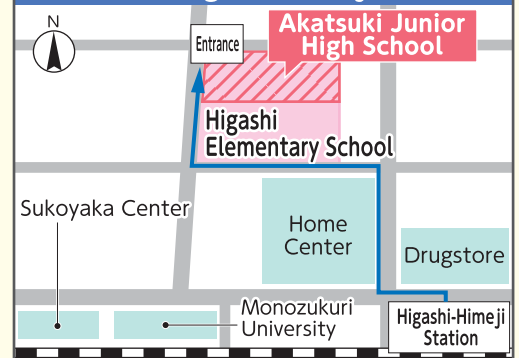 N
Entrance
Akatsuki Junior
High School
Higashi
Elementary School
Sukoyaka Center
Home
Center
Drugstore
Monozukuri
University
Higashi-Himeji
Station